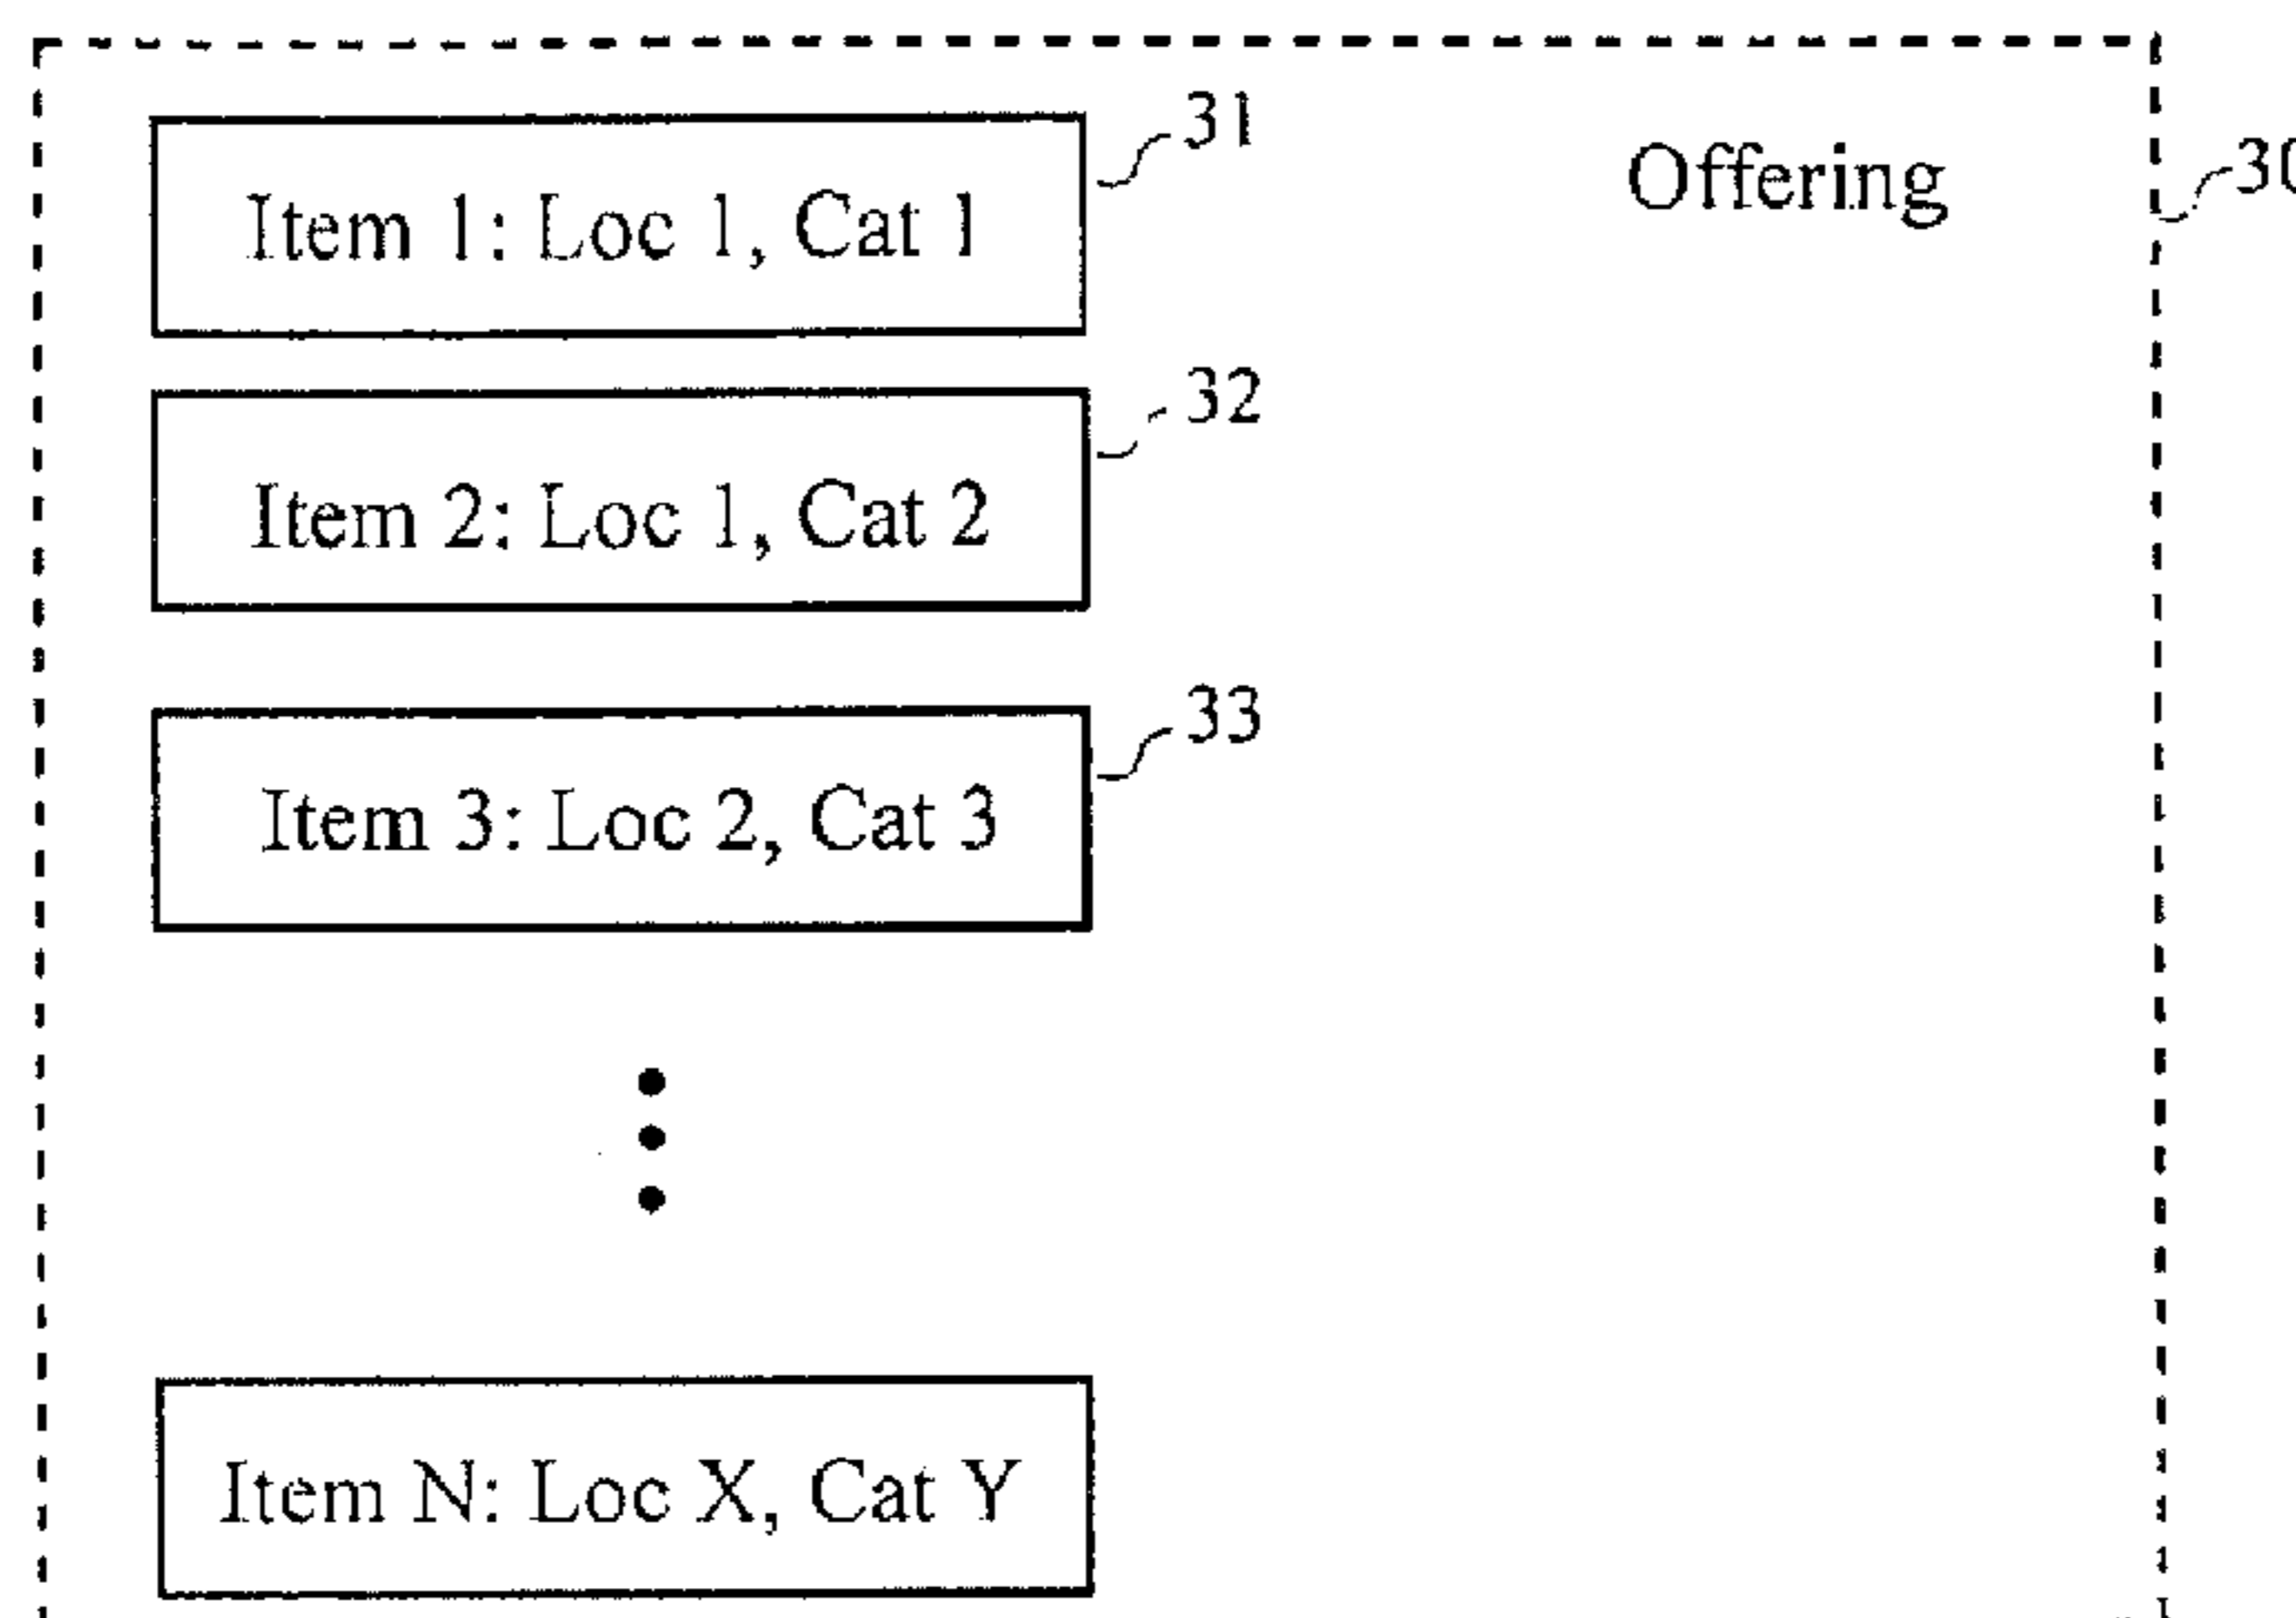 31
Offering
30
Item 1: Loc 1, Cat 1
32
Item 2: Loc 1, Cat 2
33
Item 3: Loc 2, Cat 3
Item N: Loc X, Cat Y